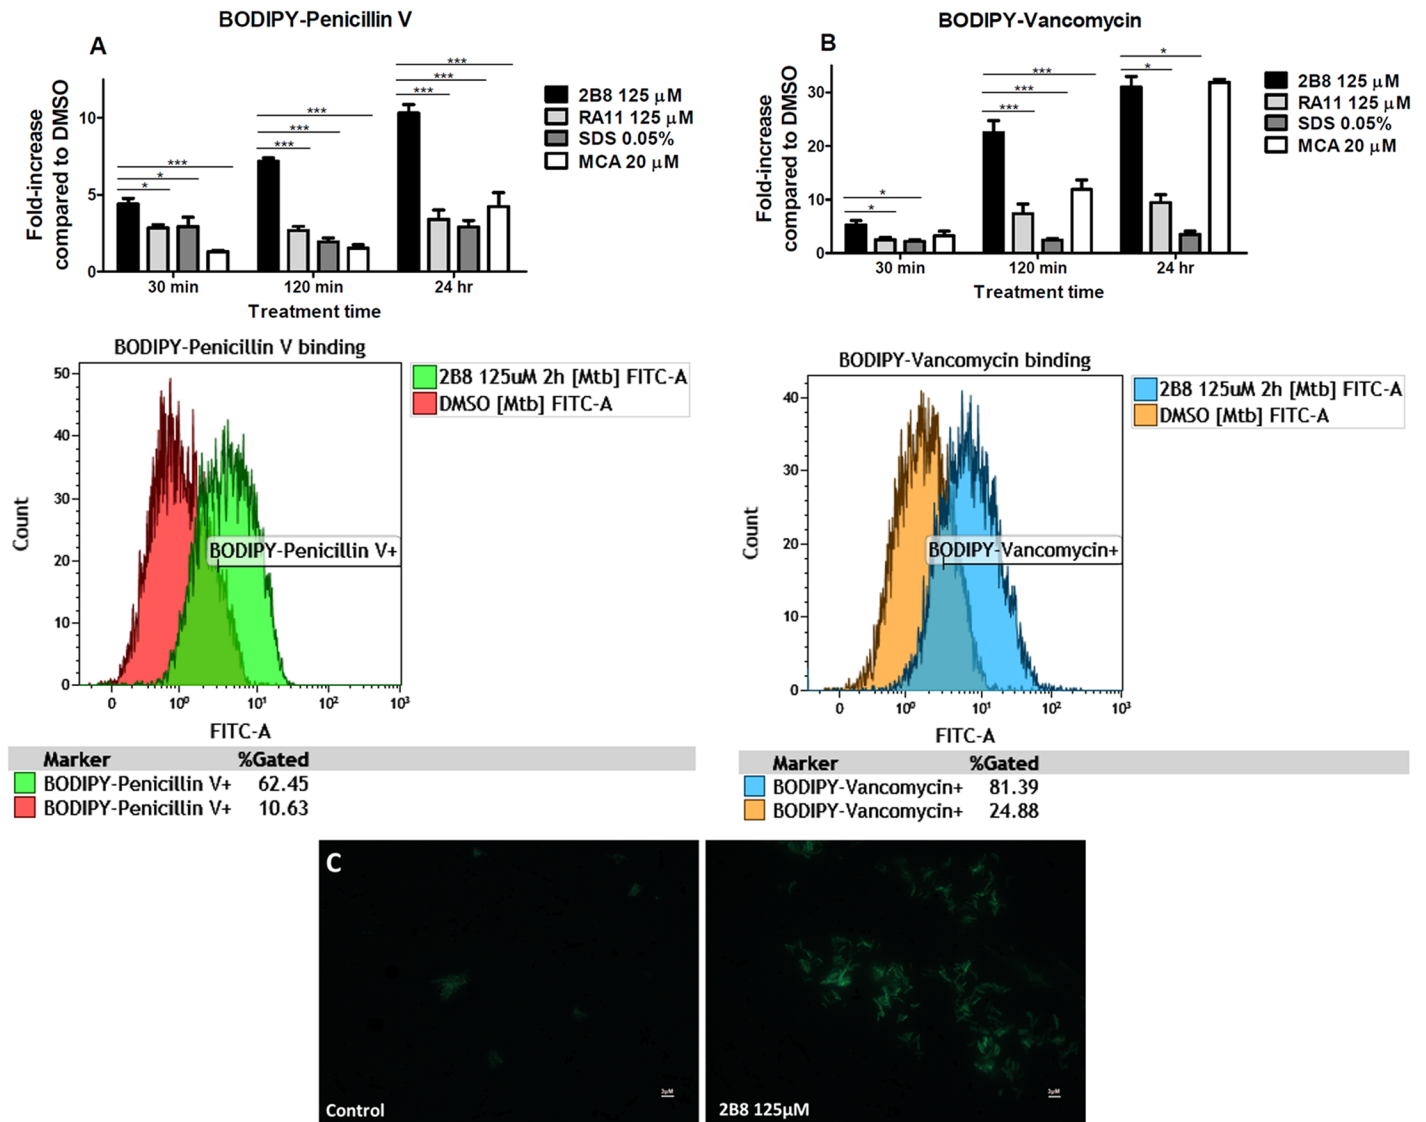 BODIPY-Penicillin V
A
Fold-increase
compared to DMSO
10
5
0
***
*
*
***
***
***
***
***
***
30 min
120 min
24 hr
Treatment time
2B8 125 μM
RA11 125 μM
SDS 0.05%
MCA 20 μM
BODIPY-Vancomycin
B
Fold-increase
compared to DMSO
30
20
10
0
*
*
***
***
***
*
*
30 min
120 min
24 hr
Treatment time
2B8 125 μM
RA11 125 μM
SDS 0.05%
MCA 20 μM
BODIPY-Penicillin V binding
Count
50
40
30
20
10
0
BODIPY-Penicillin V+
0 10⁰ 10¹ 10² 10³
FITC-A
2B8 125uM 2h [Mtb] FITC-A
DMSO [Mtb] FITC-A
Marker %Gated
BODIPY-Penicillin V+ 62.45
BODIPY-Penicillin V+ 10.63
BODIPY-Vancomycin binding
Count
40
30
20
10
0
BODIPY-Vancomycin+
0 10⁰ 10¹ 10² 10³
FITC-A
2B8 125uM 2h [Mtb] FITC-A
DMSO [Mtb] FITC-A
Marker %Gated
BODIPY-Vancomycin+ 81.39
BODIPY-Vancomycin+ 24.88
C
Control
3μM
2B8 125μM
3μM